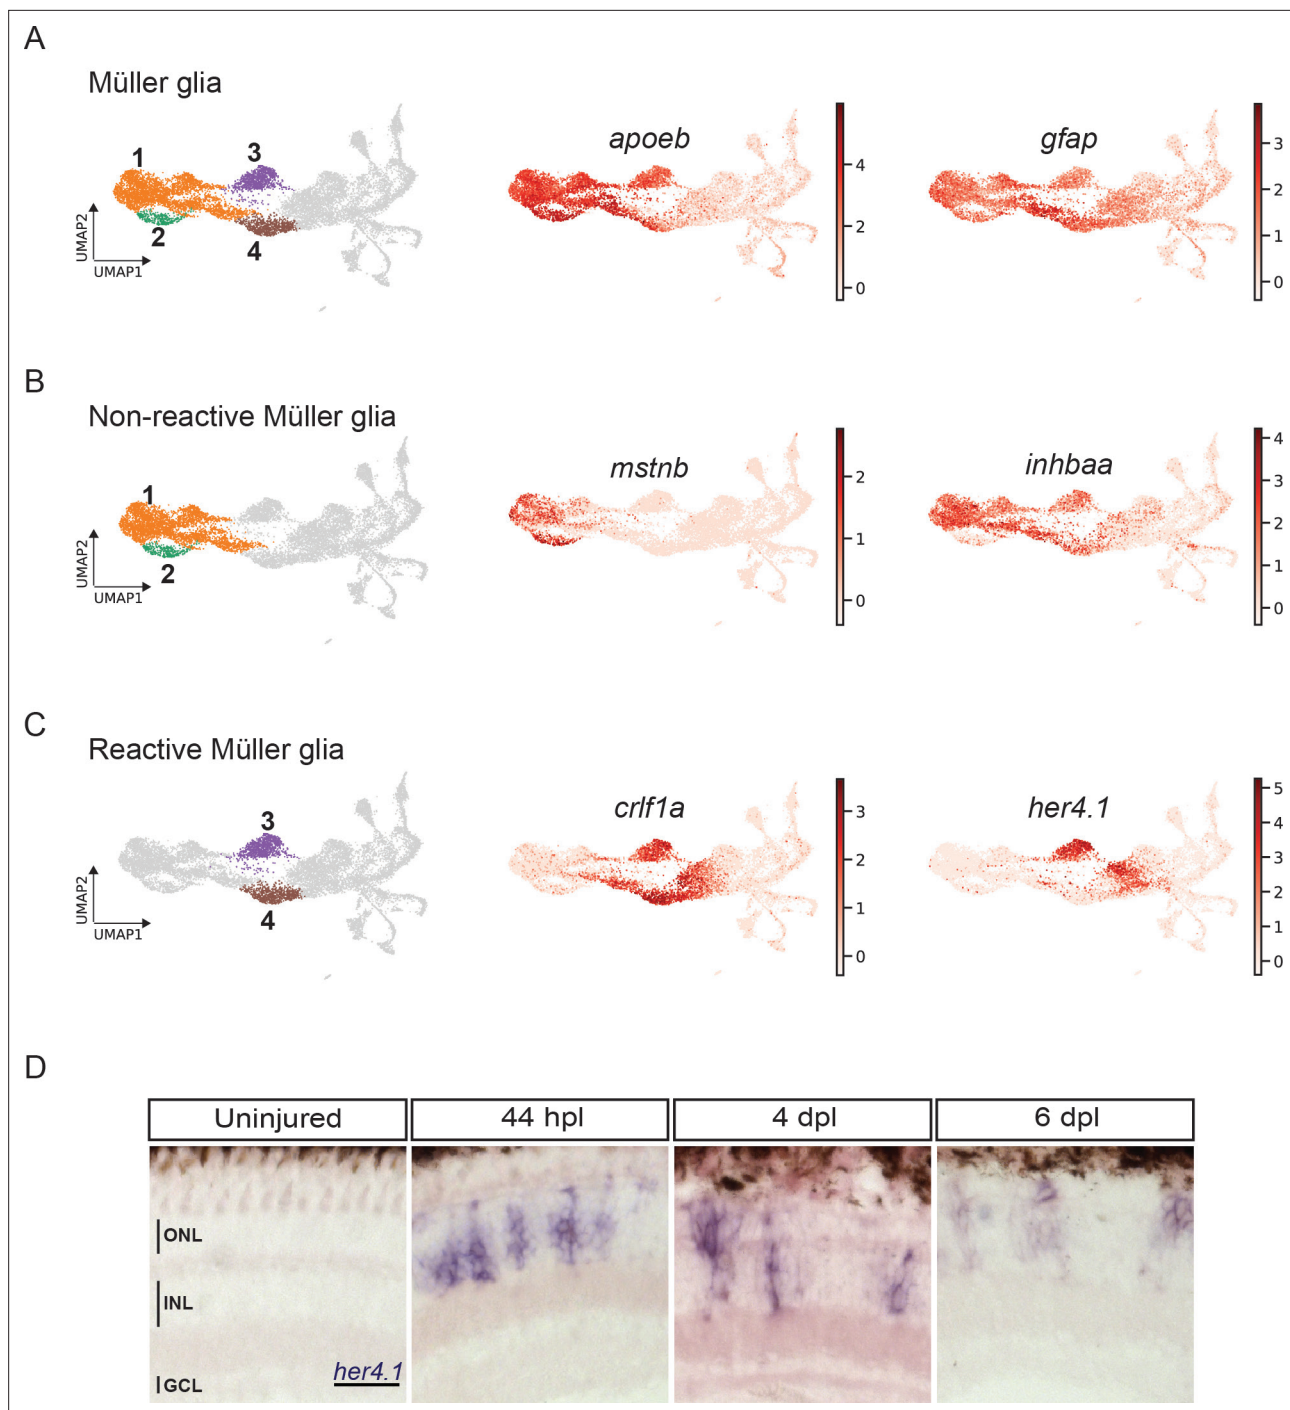 A
Müller glia
1
2
3
4
UMAP2
UMAP1
apoeb
4
2
0
gfap
3
2
1
0
B
Non-reactive Müller glia
1
2
UMAP2
UMAP1
mstnb
2
1
0
inhbaa
4
3
2
1
0
C
Reactive Müller glia
3
4
UMAP2
UMAP1
crlf1a
3
2
1
0
her4.1
5
4
3
2
1
0
D
Uninjured
44 hpl
4 dpl
6 dpl
ONL
INL
GCL
her4.1